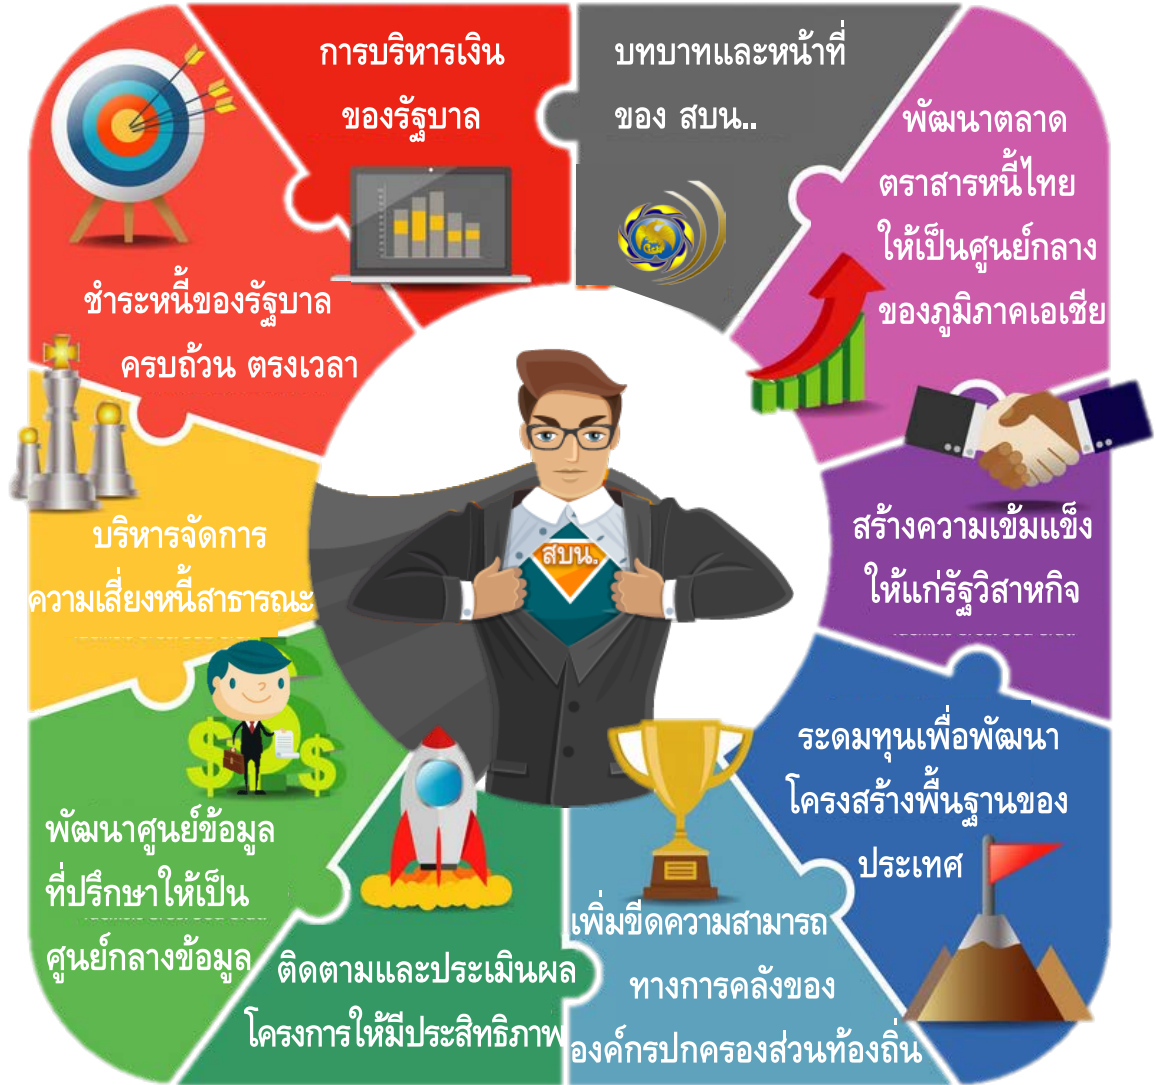 การบริหารเงิน
ของรัฐบาล
บทบาทและหน้าที่
ของ สบน..
พัฒนาตลาด
ตราสารหนี้ไทย
ให้เป็นศูนย์กลาง
ของภูมิภาคเอเชีย
สร้างความเข้มแข็ง
ให้แก่รัฐวิสาหกิจ
ระดมทุนเพื่อพัฒนา
โครงสร้างพื้นฐานของ
ประเทศ
เพิ่มขีดความสามารถ
ทางการคลังของ
องค์กรปกครองส่วนท้องถิ่น
ติดตามและประเมินผล
โครงการให้มีประสิทธิภาพ
พัฒนาศูนย์ข้อมูล
ที่ปรึกษาให้เป็น
ศูนย์กลางข้อมูล
บริหารจัดการ
ความเสี่ยงหนี้สาธารณะ
ชำระหนี้ของรัฐบาล
ครบถ้วน ตรงเวลา
สบน.